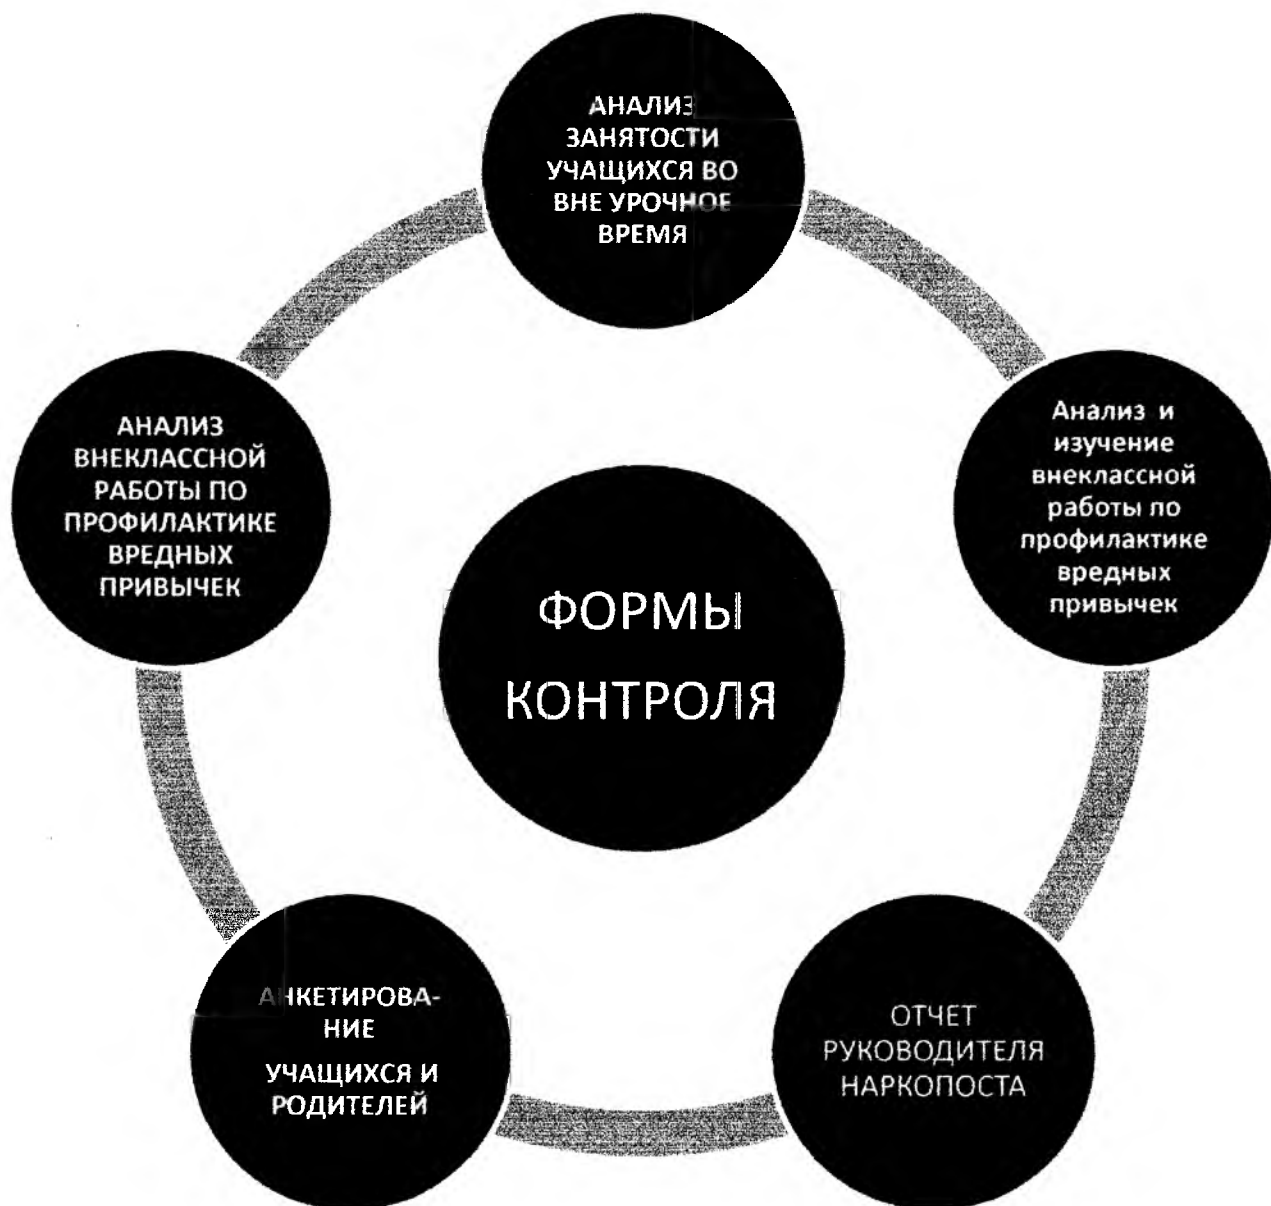 АНАЛИЗ
ЗАНЯТОСТИ
УЧАЩИХСЯ ВО
ВНЕ УРОЧНОЕ
ВРЕМЯ
АНАЛИЗ
ВНЕКЛАССНОЙ
РАБОТЫ ПО
ПРОФИЛАКТИКЕ
ВРЕДНЫХ
ПРИВЫЧЕК
Анализ и
изучение
внеклассной
работы по
профилактике
вредных
привычек
ФОРМЫ
КОНТРОЛЯ
АНКЕТИРОВА-
НИЕ
УЧАЩИХСЯ И
РОДИТЕЛЕЙ
ОТЧЕТ
РУКОВОДИТЕЛЯ
НАРКОПОСТА